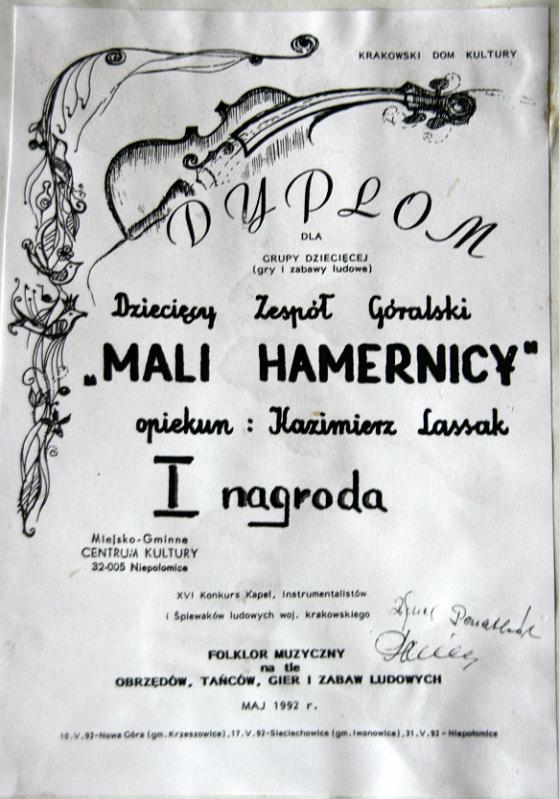 KRAKOWSKI DOM KULTURY
DYPLOM
DLA
GRUPY DZIECIĘCEJ
(gry i zabawy ludowe)
Dziecięcy Zespół Góralski
„MALI HAMERNICY"
opiekun : Kazimierz Lassak
I nagroda
Miejsko-Gminne
CENTRUM KULTURY
32-005 Niepołomice
XVI Konkurs Kapel, Instrumentalistów
i Śpiewaków ludowych woj. krakowskiego
FOLKLOR MUZYCZNY
na tle
OBRZĘDÓW, TAŃCÓW, GIER I ZABAW LUDOWYCH
MAJ 1992 r.
10.V.92-Nowa Góra (gm. Krzeszowice), 17.V.92-Sieciechowice (gm. Iwanowice), 31.V.92 - Niepołomice